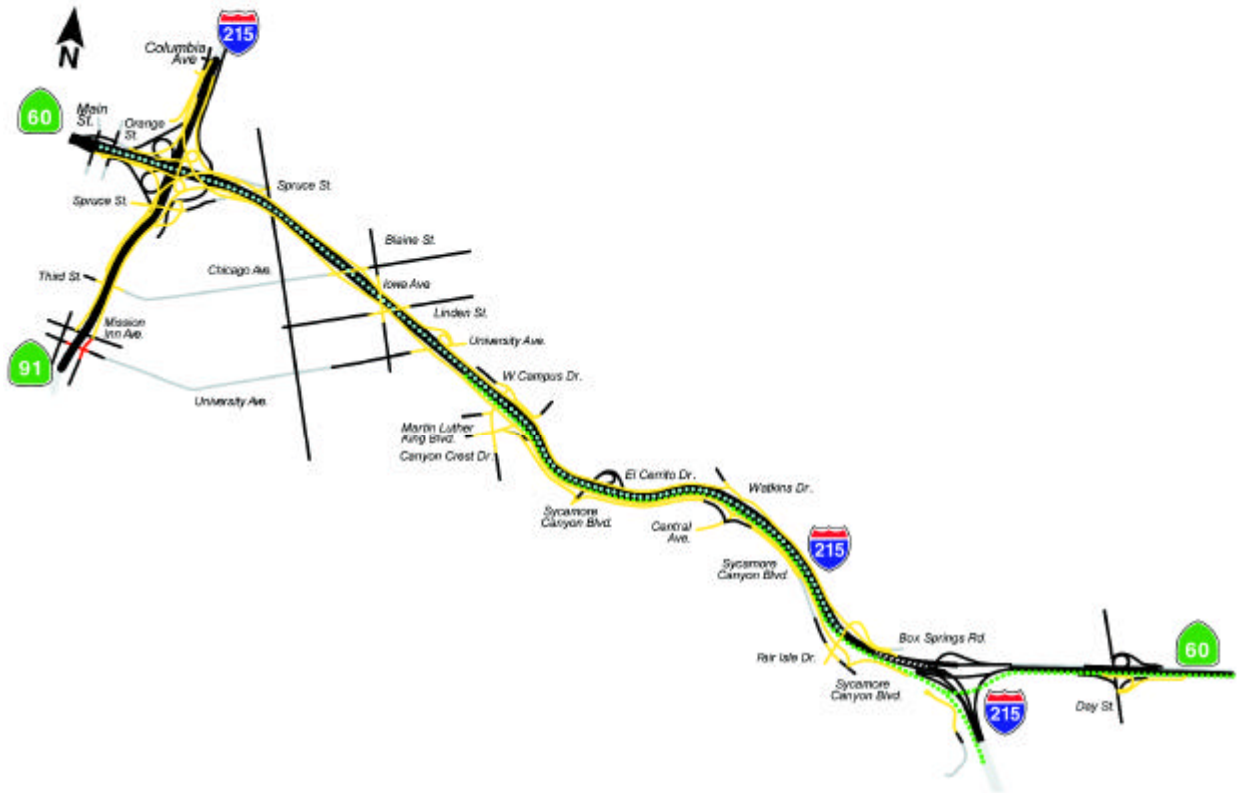 N
215
Columbia
Ave
60
Main
St.
Orange
St
Spruce St.
Spruce St.
Blaine St.
Chicago Ave.
Iowa Ave
Third St.
Linden St.
Mission
Inn Ave.
University Ave.
91
W Campus Dr.
University Ave.
Martin Luther
King Blvd.
Canyon Crest Dr.
El Cerrito Dr.
Watkins Dr.
Sycamore
Canyon Blvd.
Central
Ave.
215
Sycamore
Canyon Blvd.
Box Springs Rd.
60
Fair Isle Dr.
Sycamore
Canyon Blvd.
215
Day St.